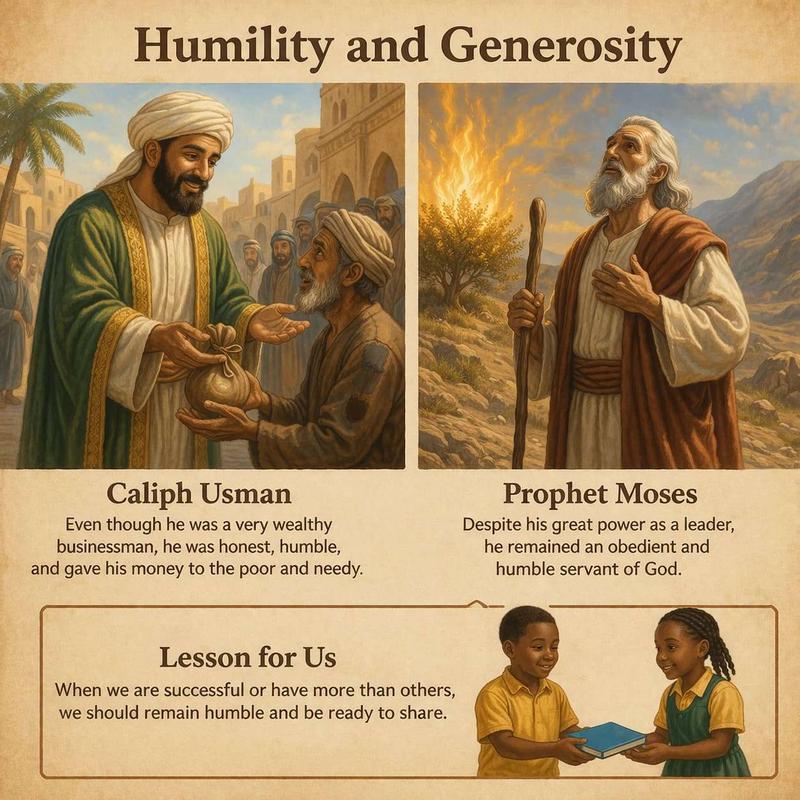 Humility and Generosity
Caliph Usman
Even though he was a very wealthy
businessman, he was honest, humble,
and gave his money to the poor and needy.
Prophet Moses
Despite his great power as a leader,
he remained an obedient and
humble servant of God.
Lesson for Us
When we are successful or have more than others,
we should remain humble and be ready to share.